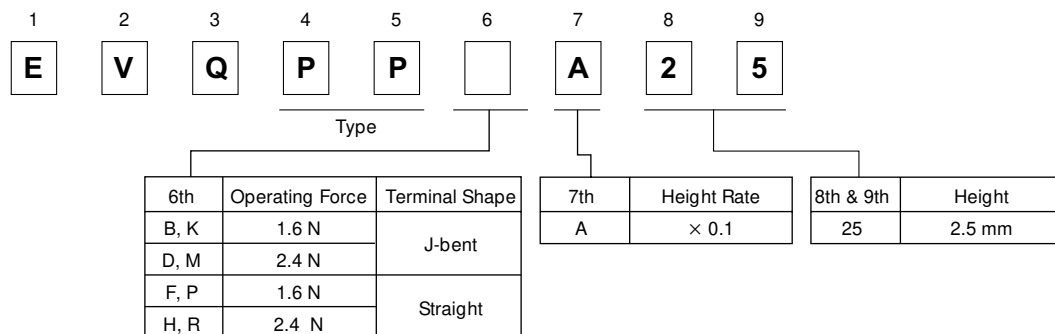 1 2 3 4 5 6 7 8 9
E V Q P P A 2 5
Type
6th Operating Force Terminal Shape
B, K 1.6 N J-bent
D, M 2.4 N
F, P 1.6 N Straight
H, R 2.4 N
7th Height Rate
A × 0.1
8th & 9th Height
25 2.5 mm